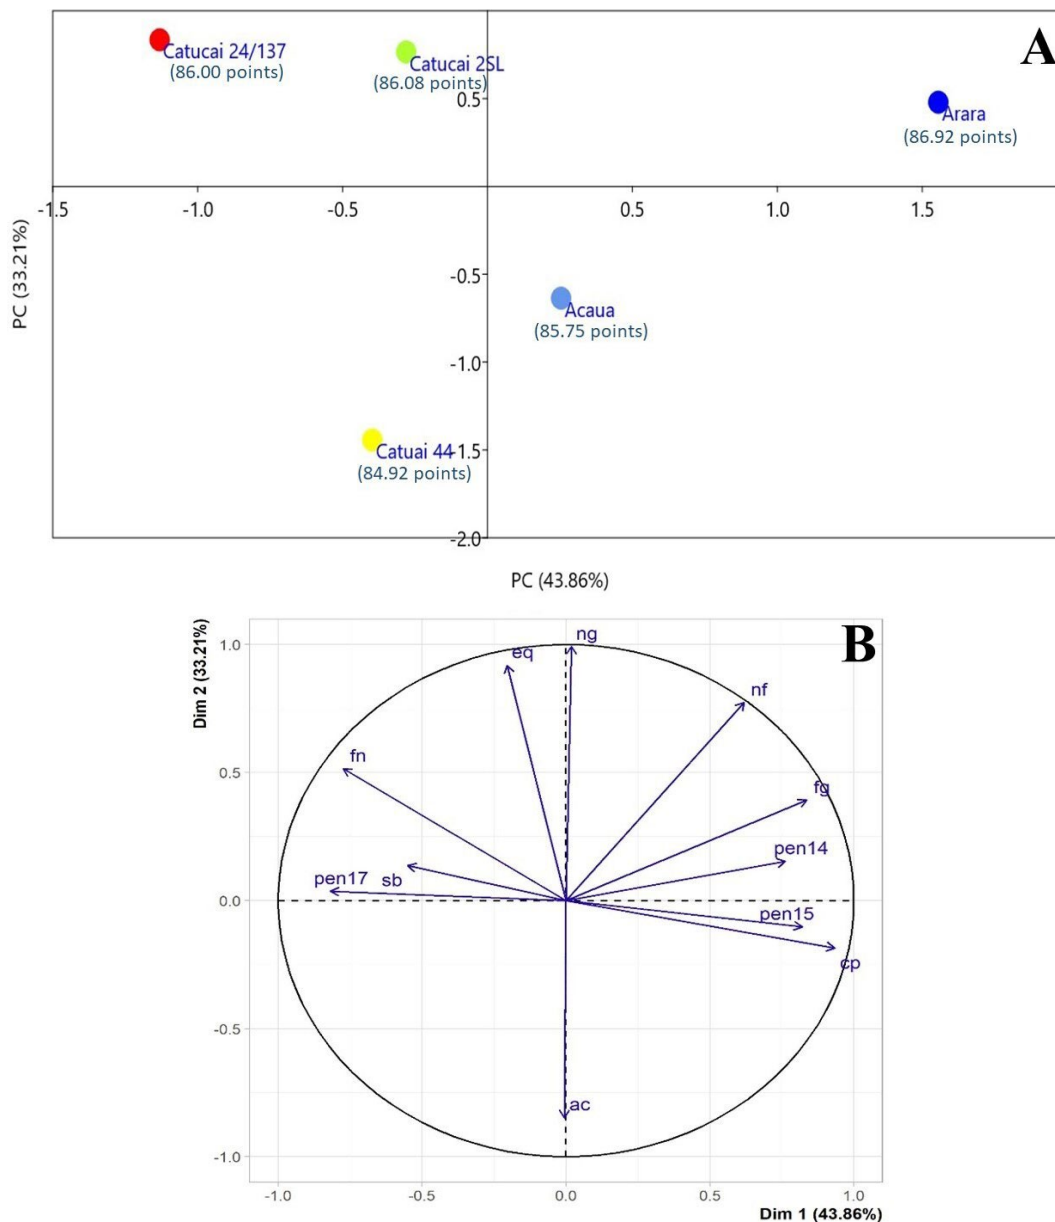 A
Catucai 24/137
(86.00 points)
Catucai 2SL
(86.08 points)
0.5
Arara
(86.92 points)
-1.5
-1.0
-0.5
0.5
1.0
1.5
PC (33.21%)
-0.5
Acaua
(85.75 points)
-1.0
Catuai 44
-1.5
(84.92 points)
-2.0
PC (43.86%)
B
Dim 2 (33.21%)
1.0
ng
eq
nf
fn
0.5
fg
pen14
pen17
sb
0.0
pen15
cp
-0.5
ac
-1.0
-1.0
-0.5
0.0
0.5
1.0
Dim 1 (43.86%)